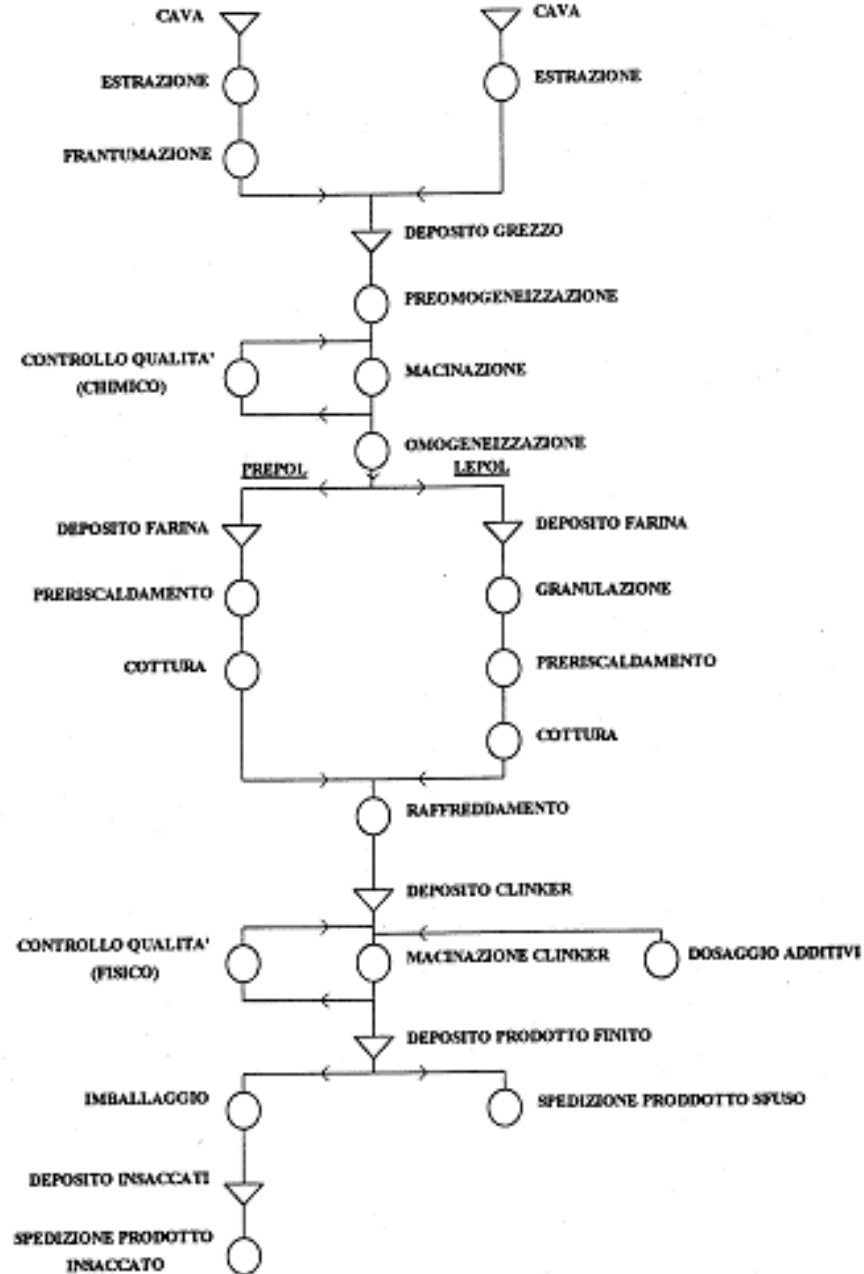 CAVA
CAVA
ESTRAZIONE
ESTRAZIONE
FRANTUMAZIONE
DEPOSITO GREZZO
PREOMOGENEIZZAZIONE
CONTROLLO QUALITA'
(CHIMICO)
MACINAZIONE
OMOGENEIZZAZIONE
PREPOL
LEPOL
DEPOSITO FARINA
DEPOSITO FARINA
PRERISCALDAMENTO
GRANULAZIONE
COTTURA
PRERISCALDAMENTO
COTTURA
RAFFREDDAMENTO
DEPOSITO CLINKER
CONTROLLO QUALITA'
(FISICO)
MACINAZIONE CLINKER
DOSAGGIO ADDITIVI
DEPOSITO PRODOTTO FINITO
IMBALLAGGIO
SPEDIZIONE PRODDOTTO SFUSO
DEPOSITO INSACCATI
SPEDIZIONE PRODOTTO
INSACCATO